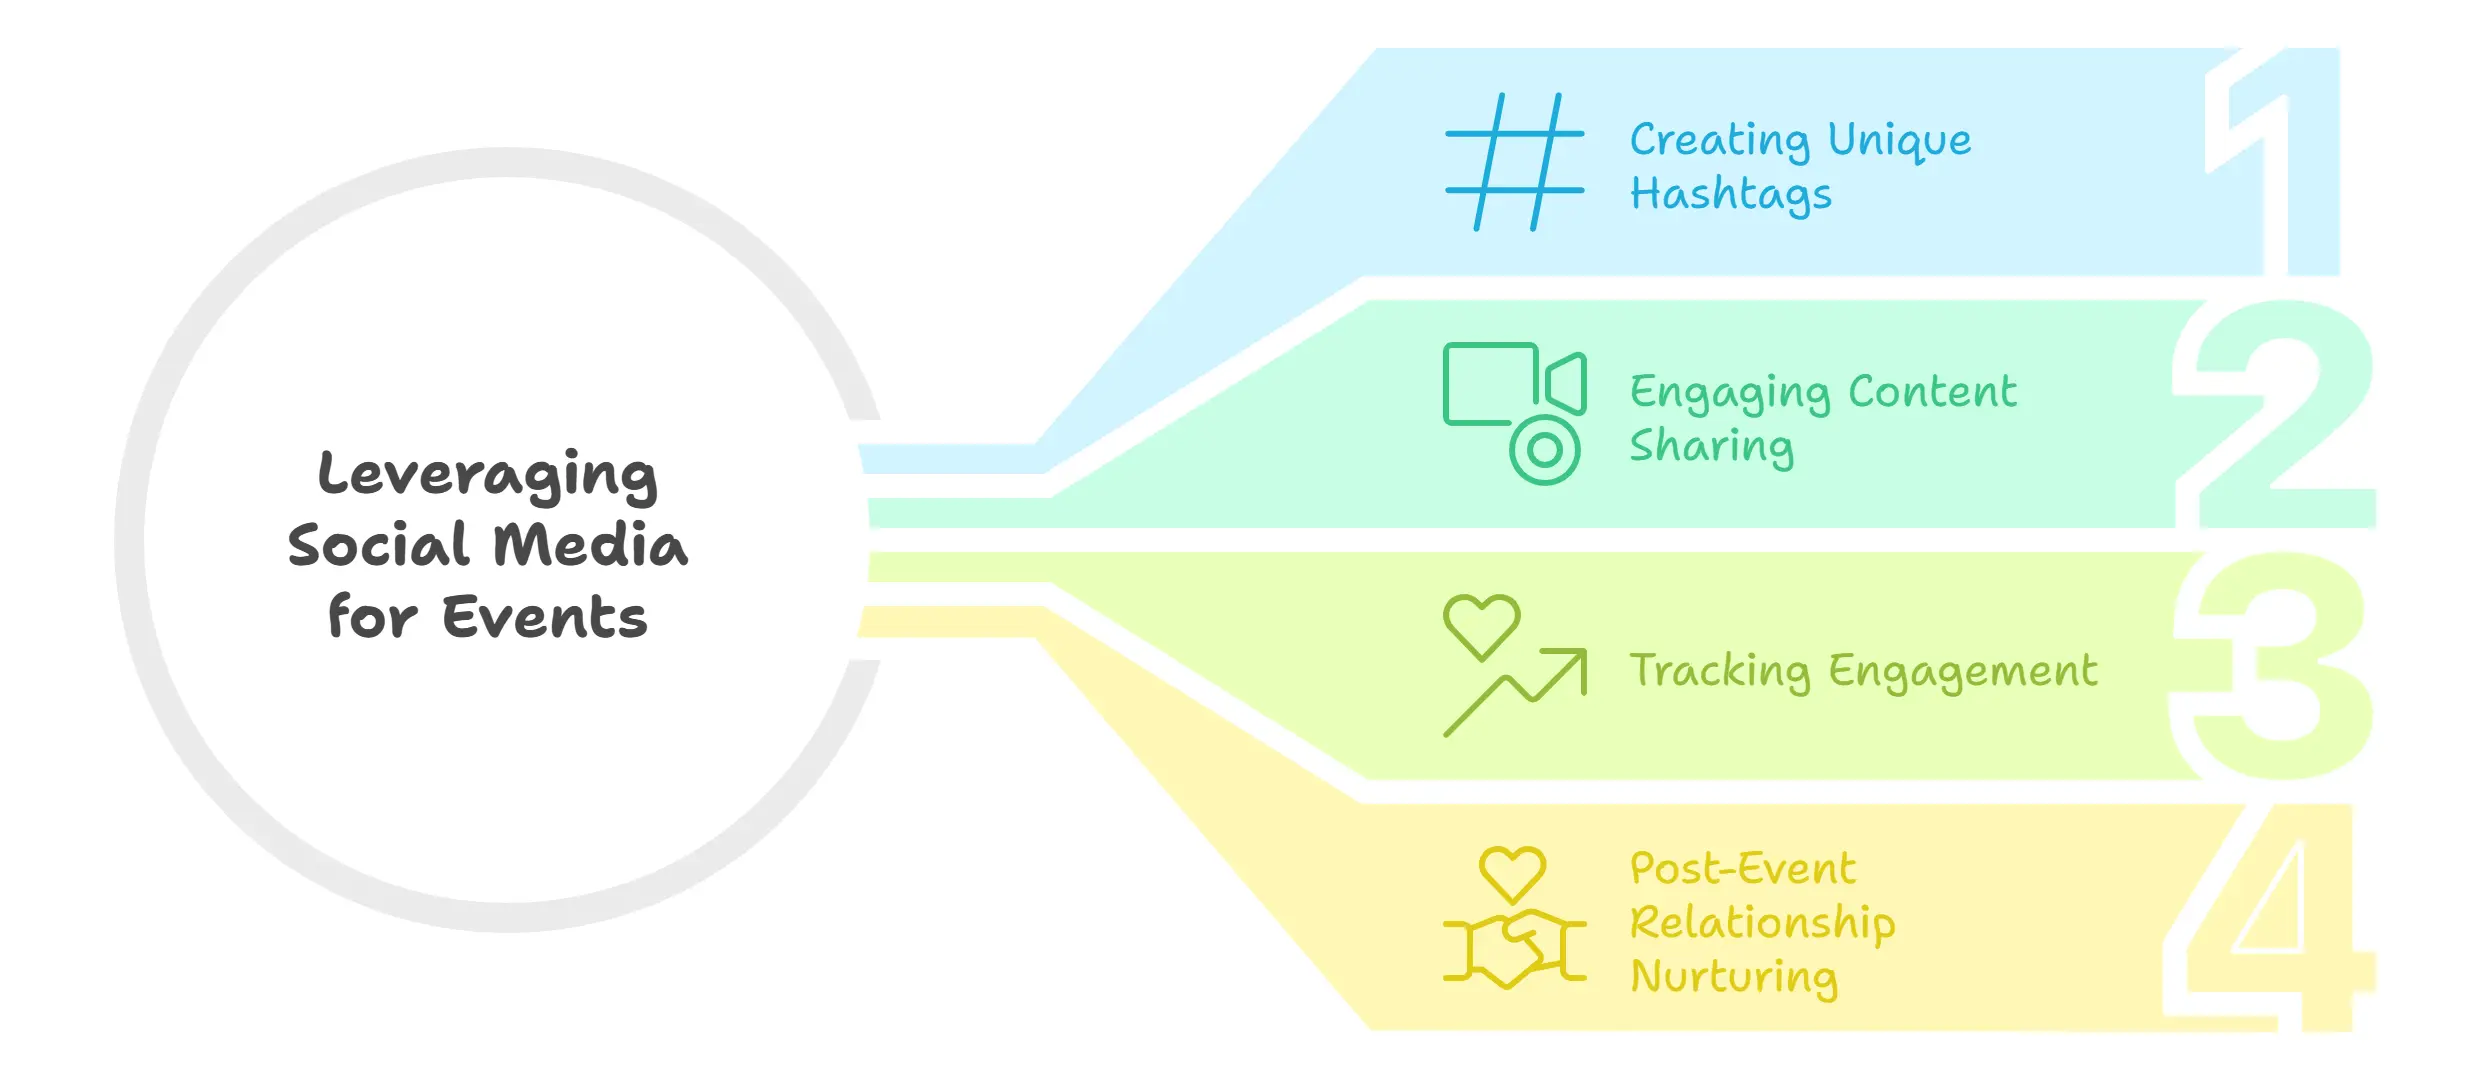 Leveraging
Social Media
for Events
Creating Unique
Hashtags
1
Engaging Content
Sharing
2
Tracking Engagement
3
Post-Event
Relationship
Nurturing
4